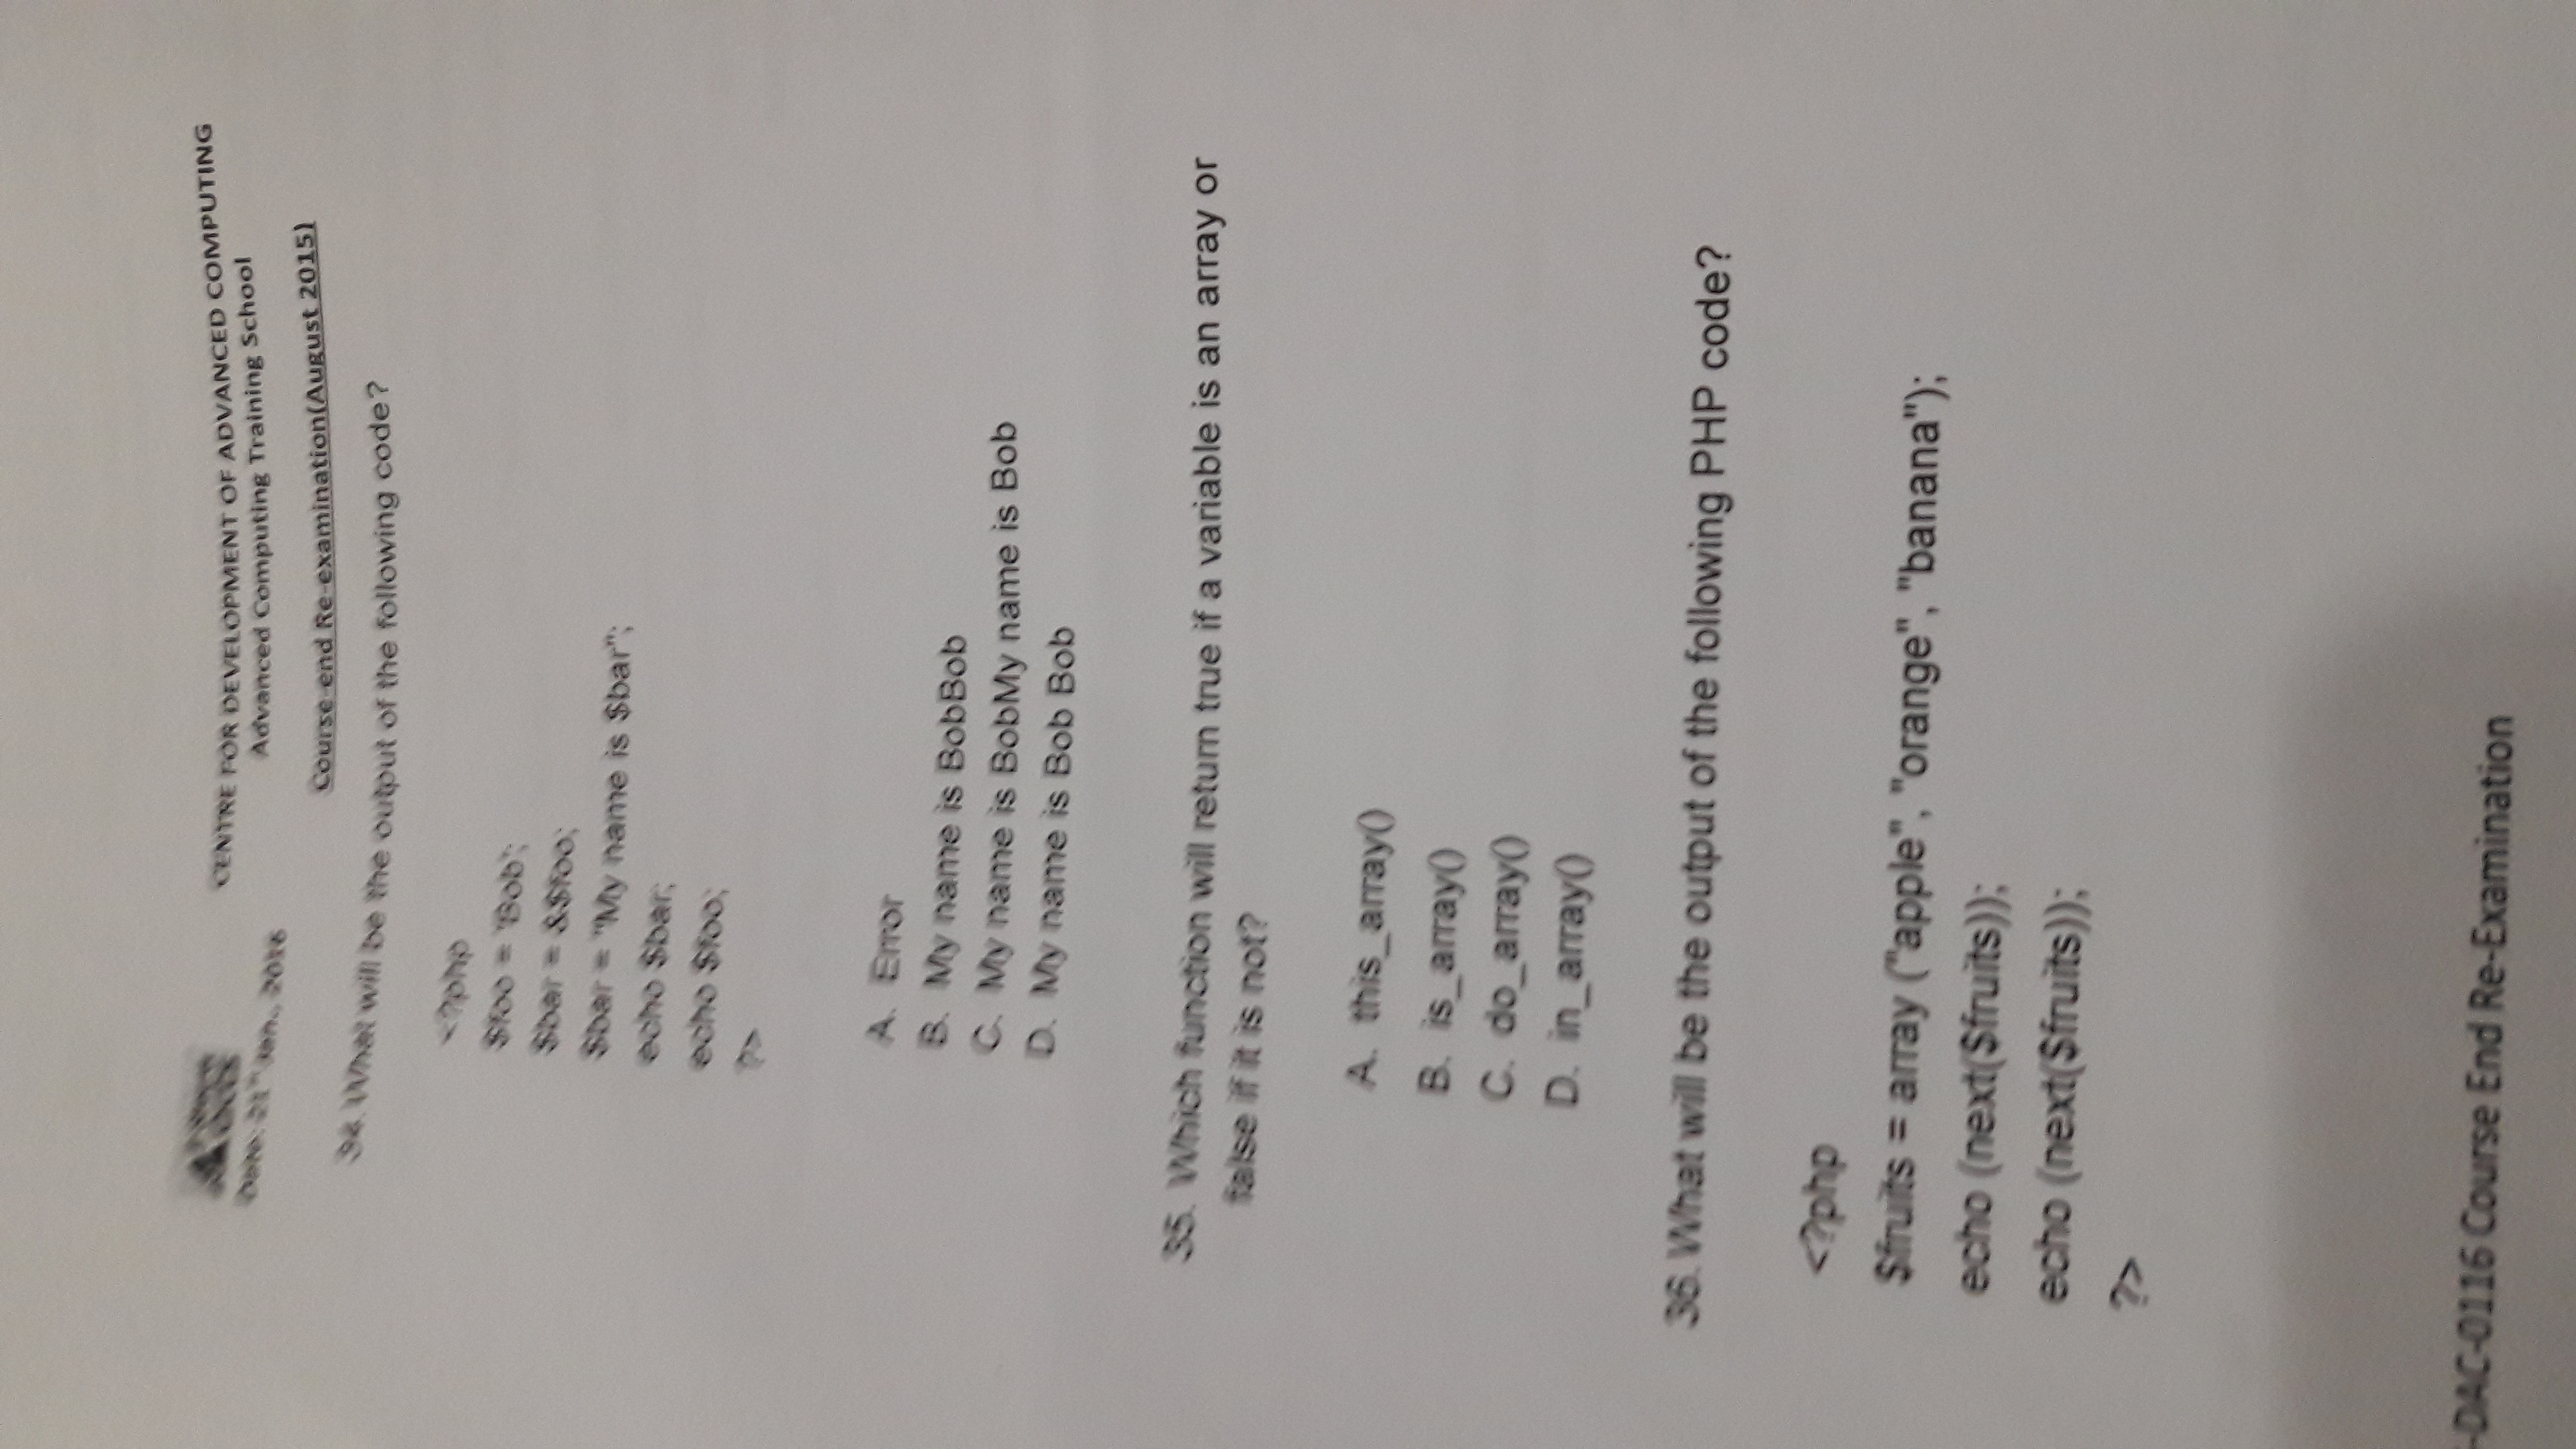 CENTRE FOR DEVELOPMENT OF ADVANCED COMPUTING
Advanced Computing Training School
Date: 21st Jan., 2016
Course end Re-examination(August 2015)
34. What will be the output of the following code?
<?php
$foo = 'Bob';
$bar = &$foo;
$bar = "My name is $bar";
echo $bar;
echo $foo;
?>
A. Error
B. My name is BobBob
C. My name is BobMy name is Bob
D. My name is Bob Bob
35. Which function will return true if a variable is an array or
false if it is not?
A. this_array()
B. is_array()
C. do_array()
D. in_array()
36. What will be the output of the following PHP code?
<?php
$fruits = array ("apple", "orange", "banana");
echo (next($fruits));
echo (next($fruits));
?>
-DAC-0116 Course End Re-Examination